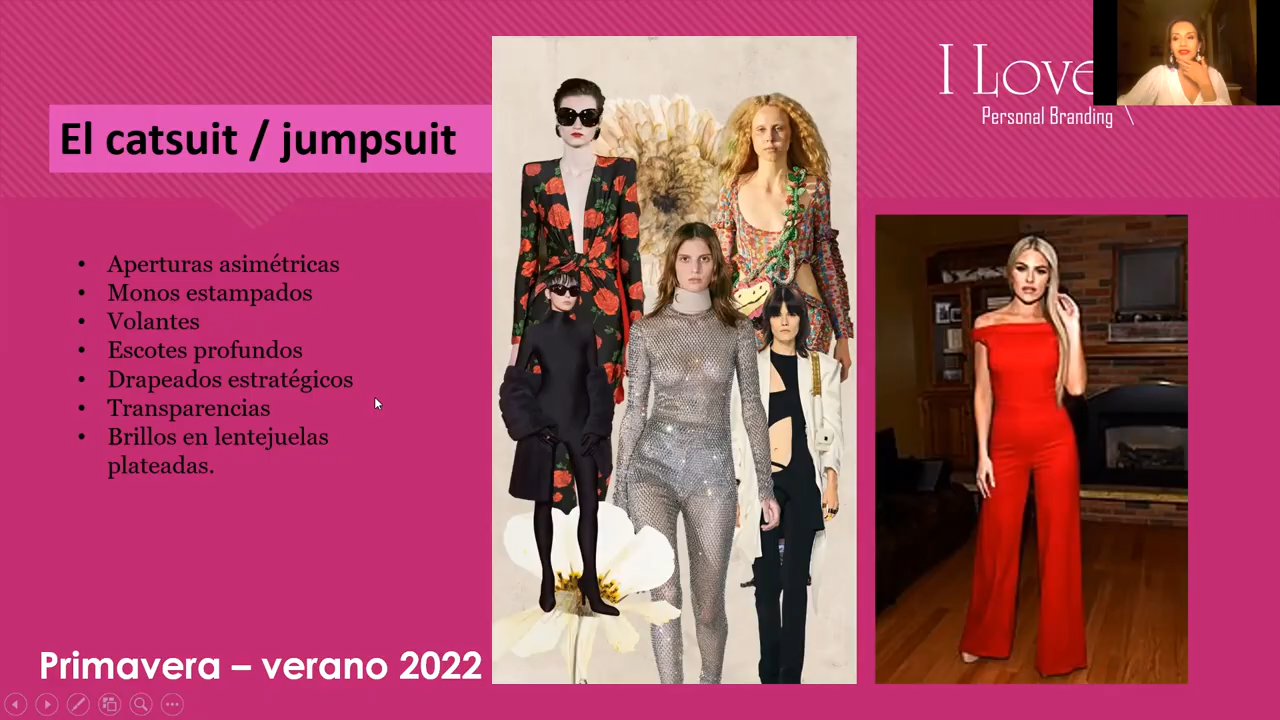 I Love
Personal Branding \
El catsuit / jumpsuit
• Aperturas asimétricas
• Monos estampados
• Volantes
• Escotes profundos
• Drapeados estratégicos
• Transparencias
• Brillos en lentejuelas
plateadas.
Primavera – verano 2022